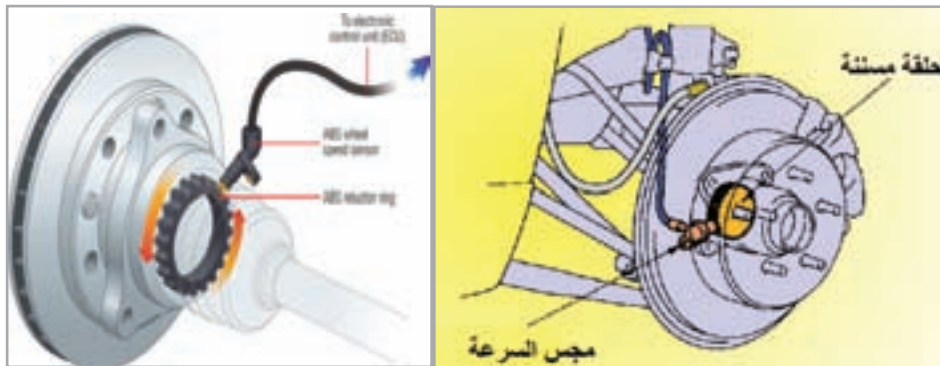 To electronic
control unit (ECU)
ABS wheel
speed sensor
ABS reluctor ring
حلقة مسننة
مجس السرعة